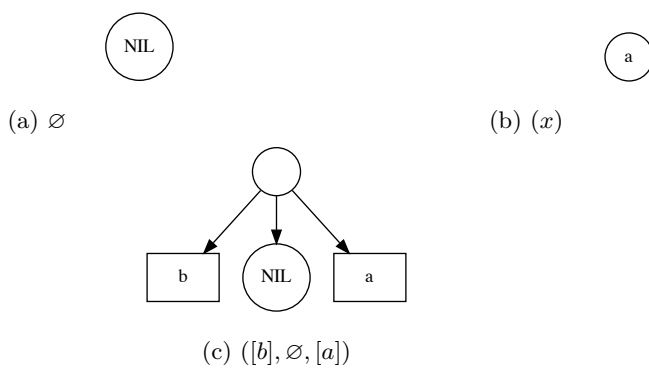 NIL
a
(a) ∅
(b) (x)
b
NIL
a
(c) ([b], ∅, [a])